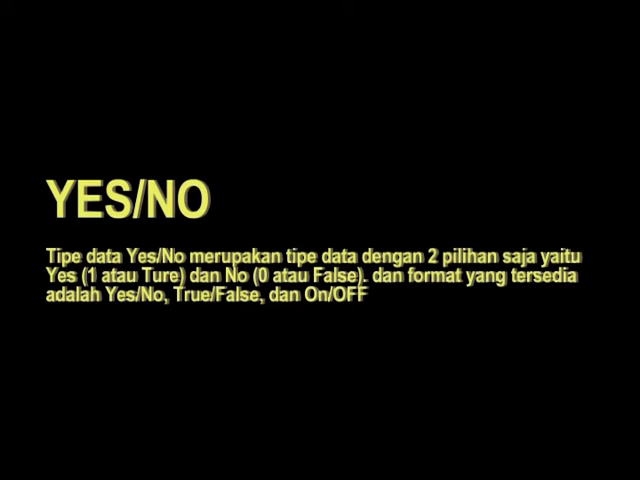 YES/NO
Tipe data Yes/No merupakan tipe data dengan 2 pilihan saja yaitu
Yes (1 atau Ture) dan No (0 atau False). dan format yang tersedia
adalah Yes/No, True/False, dan On/OFF